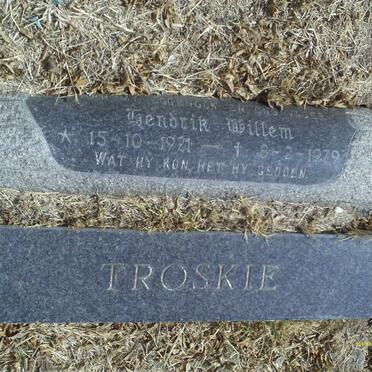 Hendrik Willem
* 15-10-1921 — † 6-2-1979
WAT HY KON HET HY GEDOEN
TROSKIE